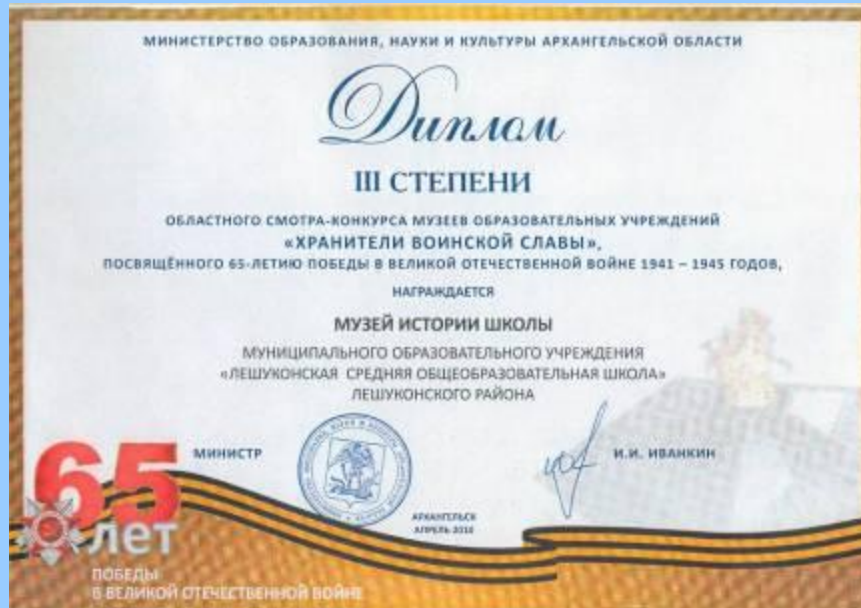 МИНИСТЕРСТВО ОБРАЗОВАНИЯ, НАУКИ И КУЛЬТУРЫ АРХАНГЕЛЬСКОЙ ОБЛАСТИ
Диплом
III СТЕПЕНИ
ОБЛАСТНОГО СМОТРА-КОНКУРСА МУЗЕЕВ ОБРАЗОВАТЕЛЬНЫХ УЧРЕЖДЕНИЙ
«ХРАНИТЕЛИ ВОИНСКОЙ СЛАВЫ»,
ПОСВЯЩЁННОГО 65-ЛЕТИЮ ПОБЕДЫ В ВЕЛИКОЙ ОТЕЧЕСТВЕННОЙ ВОЙНЕ 1941 – 1945 ГОДОВ,
НАГРАЖДАЕТСЯ
МУЗЕЙ ИСТОРИИ ШКОЛЫ
МУНИЦИПАЛЬНОГО ОБРАЗОВАТЕЛЬНОГО УЧРЕЖДЕНИЯ
«ЛЕШУКОНСКАЯ СРЕДНЯЯ ОБЩЕОБРАЗОВАТЕЛЬНАЯ ШКОЛА»
ЛЕШУКОНСКОГО РАЙОНА
МИНИСТР
И.И. ИВАНКИН
АРХАНГЕЛЬСК
АПРЕЛЬ 2010
65
лет
ПОБЕДЫ
В ВЕЛИКОЙ ОТЕЧЕСТВЕННОЙ ВОЙНЕ